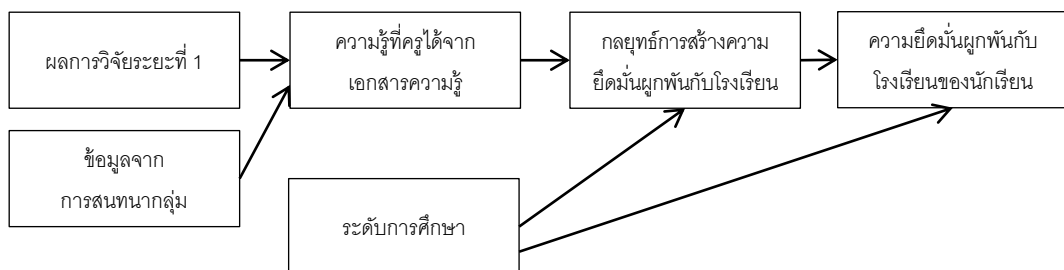 ผลการวิจัยระยะที่ 1
ความรู้ที่ครูได้จาก
เอกสารความรู้
กลยุทธ์การสร้างความ
ยึดมั่นผูกพันกับโรงเรียน
ความยึดมั่นผูกพันกับ
โรงเรียนของนักเรียน
ข้อมูลจาก
การสนทนากลุ่ม
ระดับการศึกษา